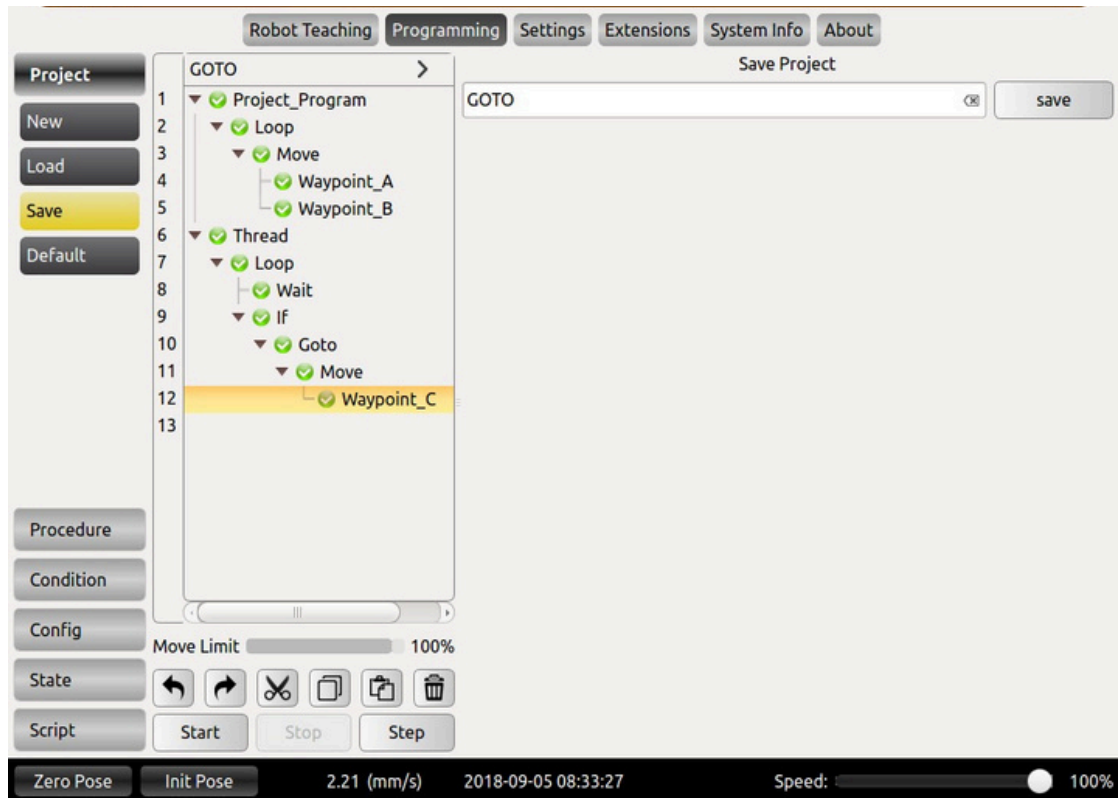 Robot Teaching Programming Settings Extensions System Info About
Project
New
Load
Save
Default
Procedure
Condition
Config
State
Script
GOTO >
1 Project_Program
2 Loop
3 Move
4 Waypoint_A
5 Waypoint_B
6 Thread
7 Loop
8 Wait
9 If
10 Goto
11 Move
12 Waypoint_C
13
Move Limit 100%
Start Stop Step
Save Project
GOTO save
Zero Pose Init Pose 2.21 (mm/s) 2018-09-05 08:33:27 Speed: 100%